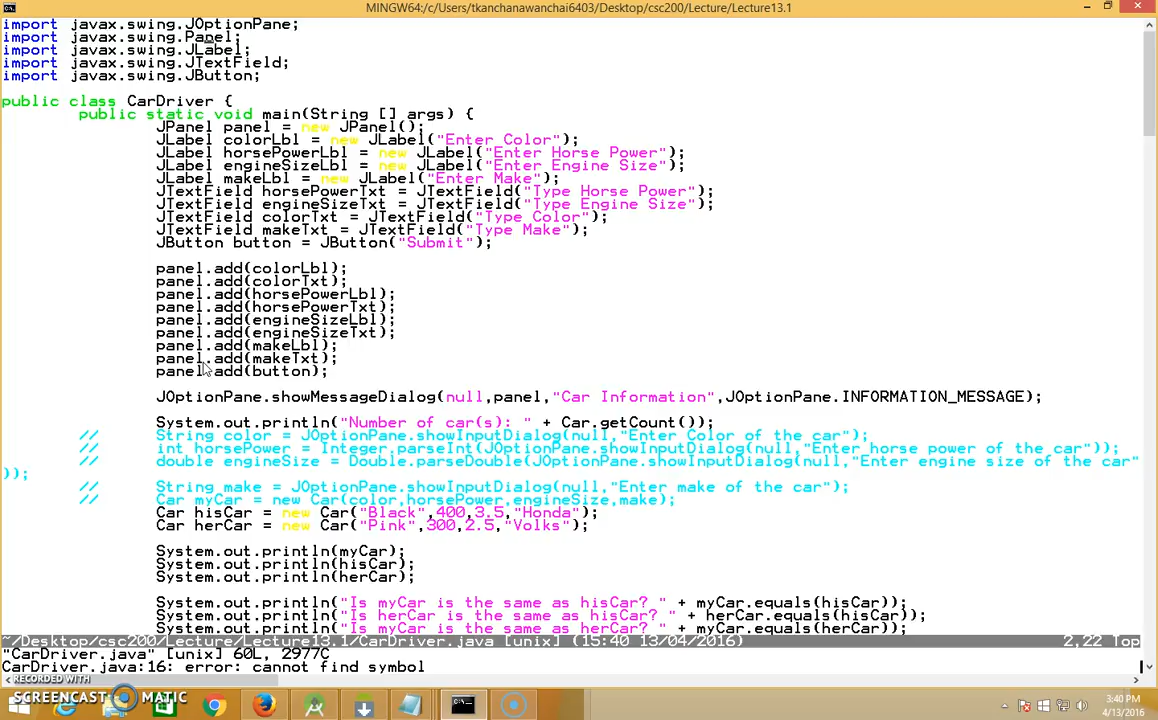 MINGW64:/c/Users/tkanchanawanchai6403/Desktop/csc200/Lecture/Lecture13.1
import javax.swing.JOptionPane;
import javax.swing.Panel;
import javax.swing.JLabel;
import javax.swing.JTextField;
import javax.swing.JButton;
public class CarDriver {
public static void main(String [] args) {
JPanel panel = new JPanel();
JLabel colorLbl = new JLabel("Enter Color");
JLabel horsePowerLbl = new JLabel("Enter Horse Power");
JLabel engineSizeLbl = new JLabel("Enter Engine Size");
JLabel makeLbl = new JLabel("Enter Make");
JTextField horsePowerTxt = JTextField("Type Horse Power");
JTextField engineSizeTxt = JTextField("Type Engine Size");
JTextField colorTxt = JTextField("Type Color");
JTextField makeTxt = JTextField("Type Make");
JButton button = JButton("Submit");
panel.add(colorLbl);
panel.add(colorTxt);
panel.add(horsePowerLbl);
panel.add(horsePowerTxt);
panel.add(engineSizeLbl);
panel.add(engineSizeTxt);
panel.add(makeLbl);
panel.add(makeTxt);
panel.add(button);
JOptionPane.showMessageDialog(null,panel,"Car Information",JOptionPane.INFORMATION_MESSAGE);
System.out.println("Number of car(s): " + Car.getCount());
// String color = JOptionPane.showInputDialog(null,"Enter Color of the car");
// int horsePower = Integer.parseInt(JOptionPane.showInputDialog(null,"Enter horse power of the car"));
// double engineSize = Double.parseDouble(JOptionPane.showInputDialog(null,"Enter engine size of the car"
));
// String make = JOptionPane.showInputDialog(null,"Enter make of the car");
// Car myCar = new Car(color,horsePower,engineSize,make);
Car hisCar = new Car("Black",400,3.5,"Honda");
Car herCar = new Car("Pink",300,2.5,"Volks");
System.out.println(myCar);
System.out.println(hisCar);
System.out.println(herCar);
System.out.println("Is myCar is the same as hisCar? " + myCar.equals(hisCar));
System.out.println("Is herCar is the same as hisCar? " + herCar.equals(hisCar));
System.out.println("Is myCar is the same as herCar? " + myCar.equals(herCar));
~/Desktop/csc200/Lecture/Lecture13.1/CarDriver.java [unix] (15:40 13/04/2016) 2,22 Top
"CarDriver.java" [unix] 60L, 2977C
CarDriver.java:16: error: cannot find symbol
RECORDED WITH
SCREENCAST MATIC
3:40 PM
4/13/2016